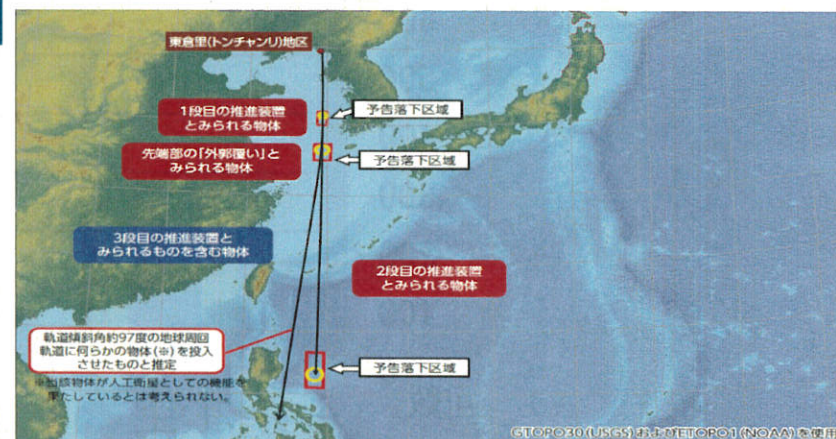 東倉里(トンチャンリ)地区
1段目の推進装置
とみられる物体
予告落下区域
先端部の「外郭覆い」と
みられる物体
予告落下区域
3段目の推進装置と
みられるものを含む物体
2段目の推進装置
とみられる物体
軌道傾斜角約97度の地球周回
軌道に何らかの物体(※)を投入
させたものと推定
※当該物体が人工衛星としての機能を
果たしているとは考えられない。
予告落下区域
GTOPO30(USGS)およびETOPO1(NOAA)を使用